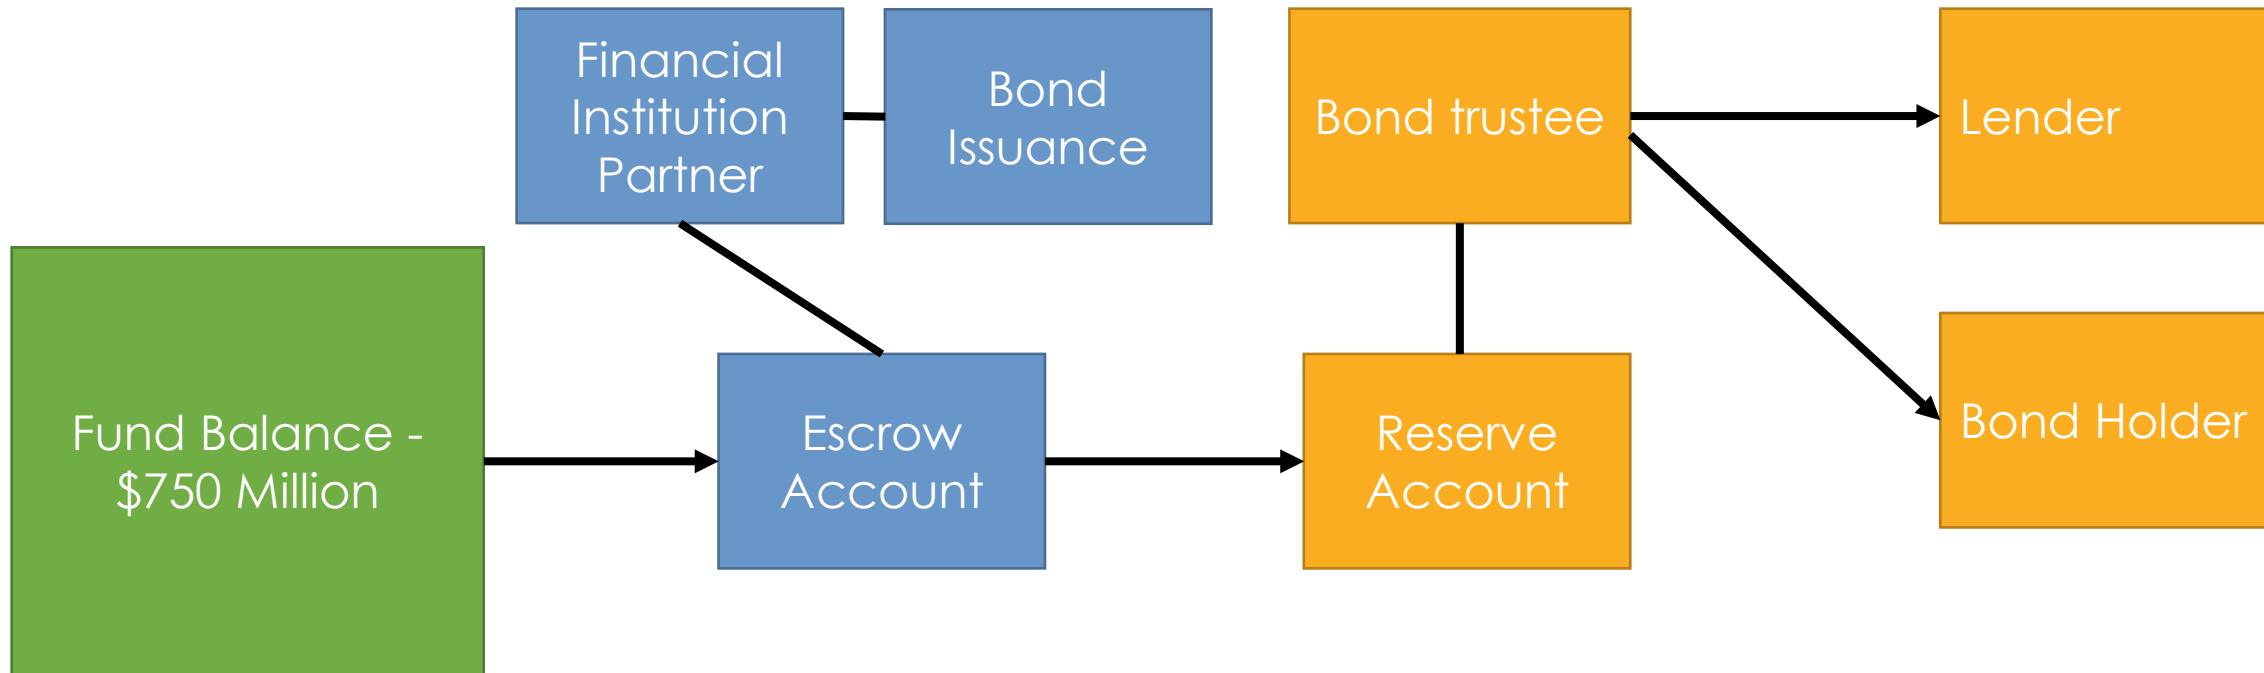 Financial
Institution
Partner
Bond
Issuance
Bond trustee
Lender
Fund Balance -
$750 Million
Escrow
Account
Reserve
Account
Bond Holder